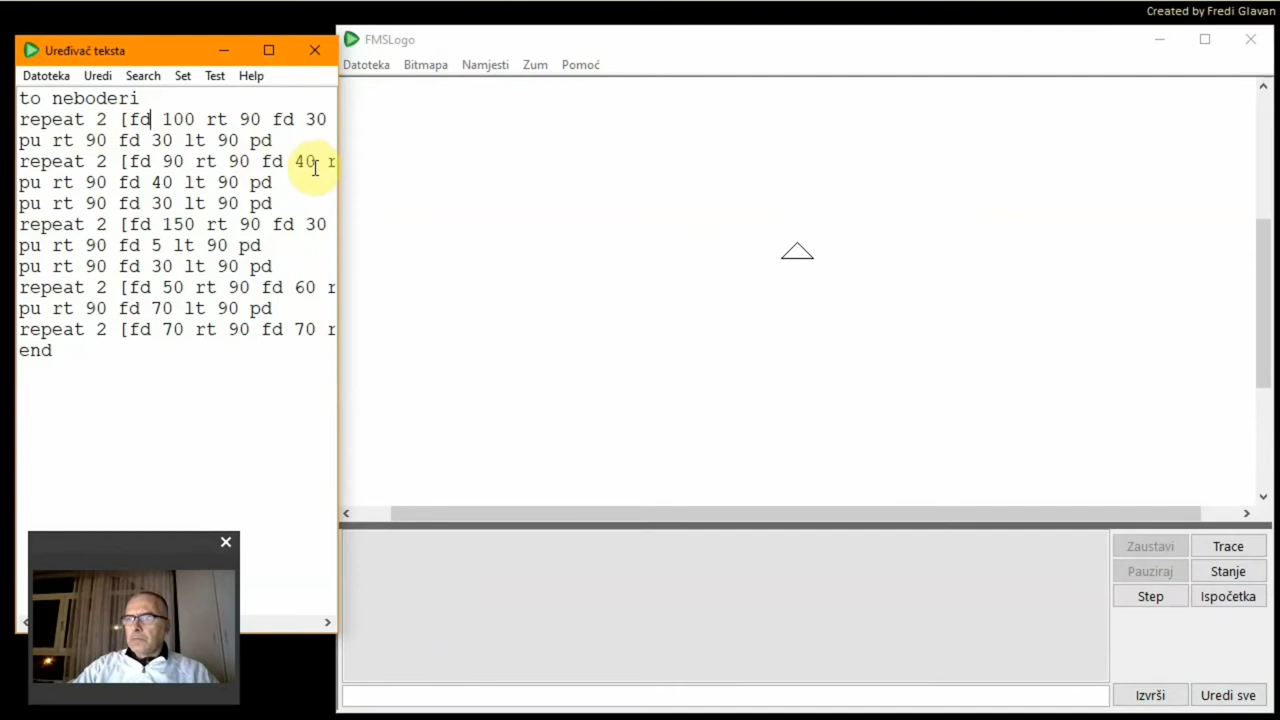 Created by Fredi Glavan
Uređivač teksta
Datoteka Uredi Search Set Test Help
to neboderi
repeat 2 [fd 100 rt 90 fd 30
pu rt 90 fd 30 lt 90 pd
repeat 2 [fd 90 rt 90 fd 40 r
pu rt 90 fd 40 lt 90 pd
pu rt 90 fd 30 lt 90 pd
repeat 2 [fd 150 rt 90 fd 30
pu rt 90 fd 5 lt 90 pd
pu rt 90 fd 30 lt 90 pd
repeat 2 [fd 50 rt 90 fd 60 r
pu rt 90 fd 70 lt 90 pd
repeat 2 [fd 70 rt 90 fd 70 r
end
FMSLogo
Datoteka Bitmapa Namjesti Zum Pomoć
Zaustavi Trace
Pauziraj Stanje
Step Ispočetka
Izvrši Uredi sve